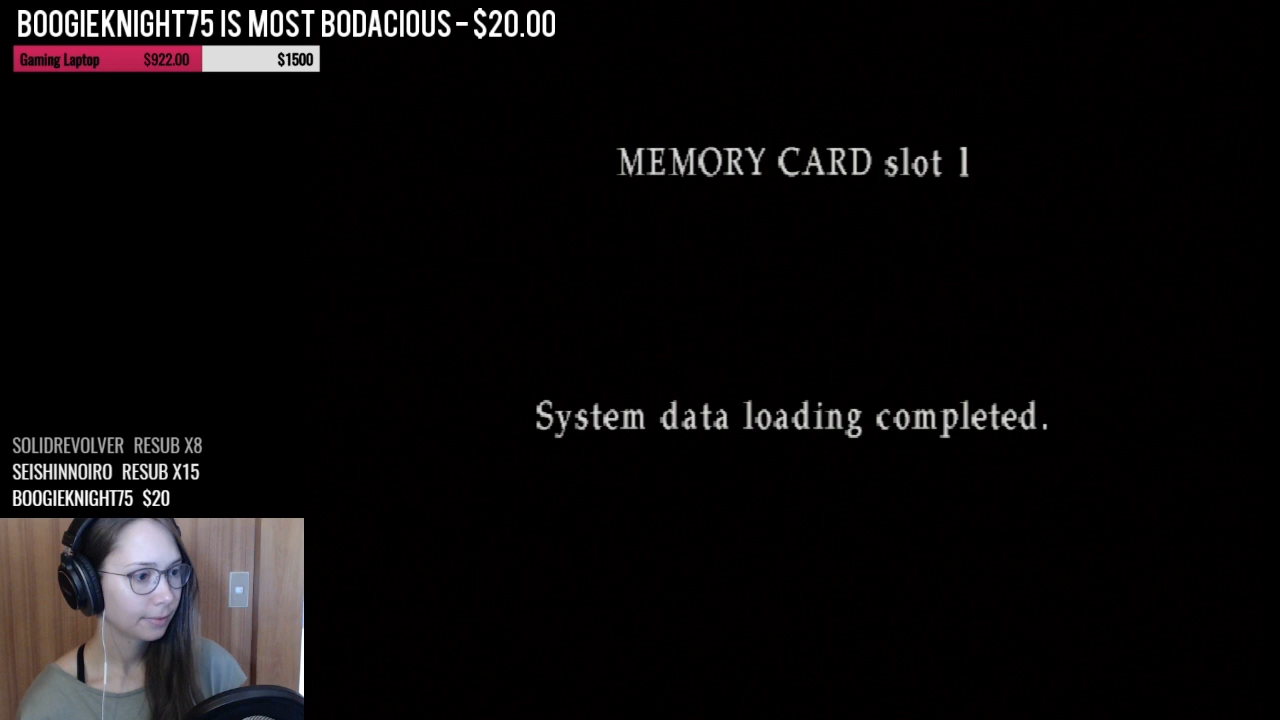 BOOGIEKNIGHT75 IS MOST BODACIOUS - $20.00
Gaming Laptop $922.00 $1500
MEMORY CARD slot 1
System data loading completed.
SOLIDREVOLVER RESUB X8
SEISHINNOIRO RESUB X15
BOOGIEKNIGHT75 $20